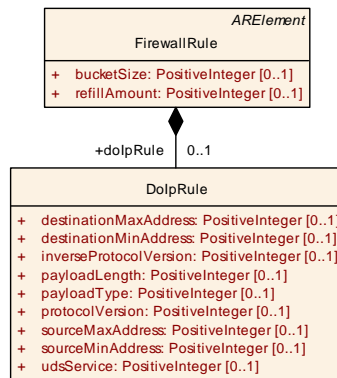 ARElement
FirewallRule
+ bucketSize: PositiveInteger [0..1]
+ refillAmount: PositiveInteger [0..1]
+doIpRule 0..1
DoIpRule
+ destinationMaxAddress: PositiveInteger [0..1]
+ destinationMinAddress: PositiveInteger [0..1]
+ inverseProtocolVersion: PositiveInteger [0..1]
+ payloadLength: PositiveInteger [0..1]
+ payloadType: PositiveInteger [0..1]
+ protocolVersion: PositiveInteger [0..1]
+ sourceMaxAddress: PositiveInteger [0..1]
+ sourceMinAddress: PositiveInteger [0..1]
+ udsService: PositiveInteger [0..1]